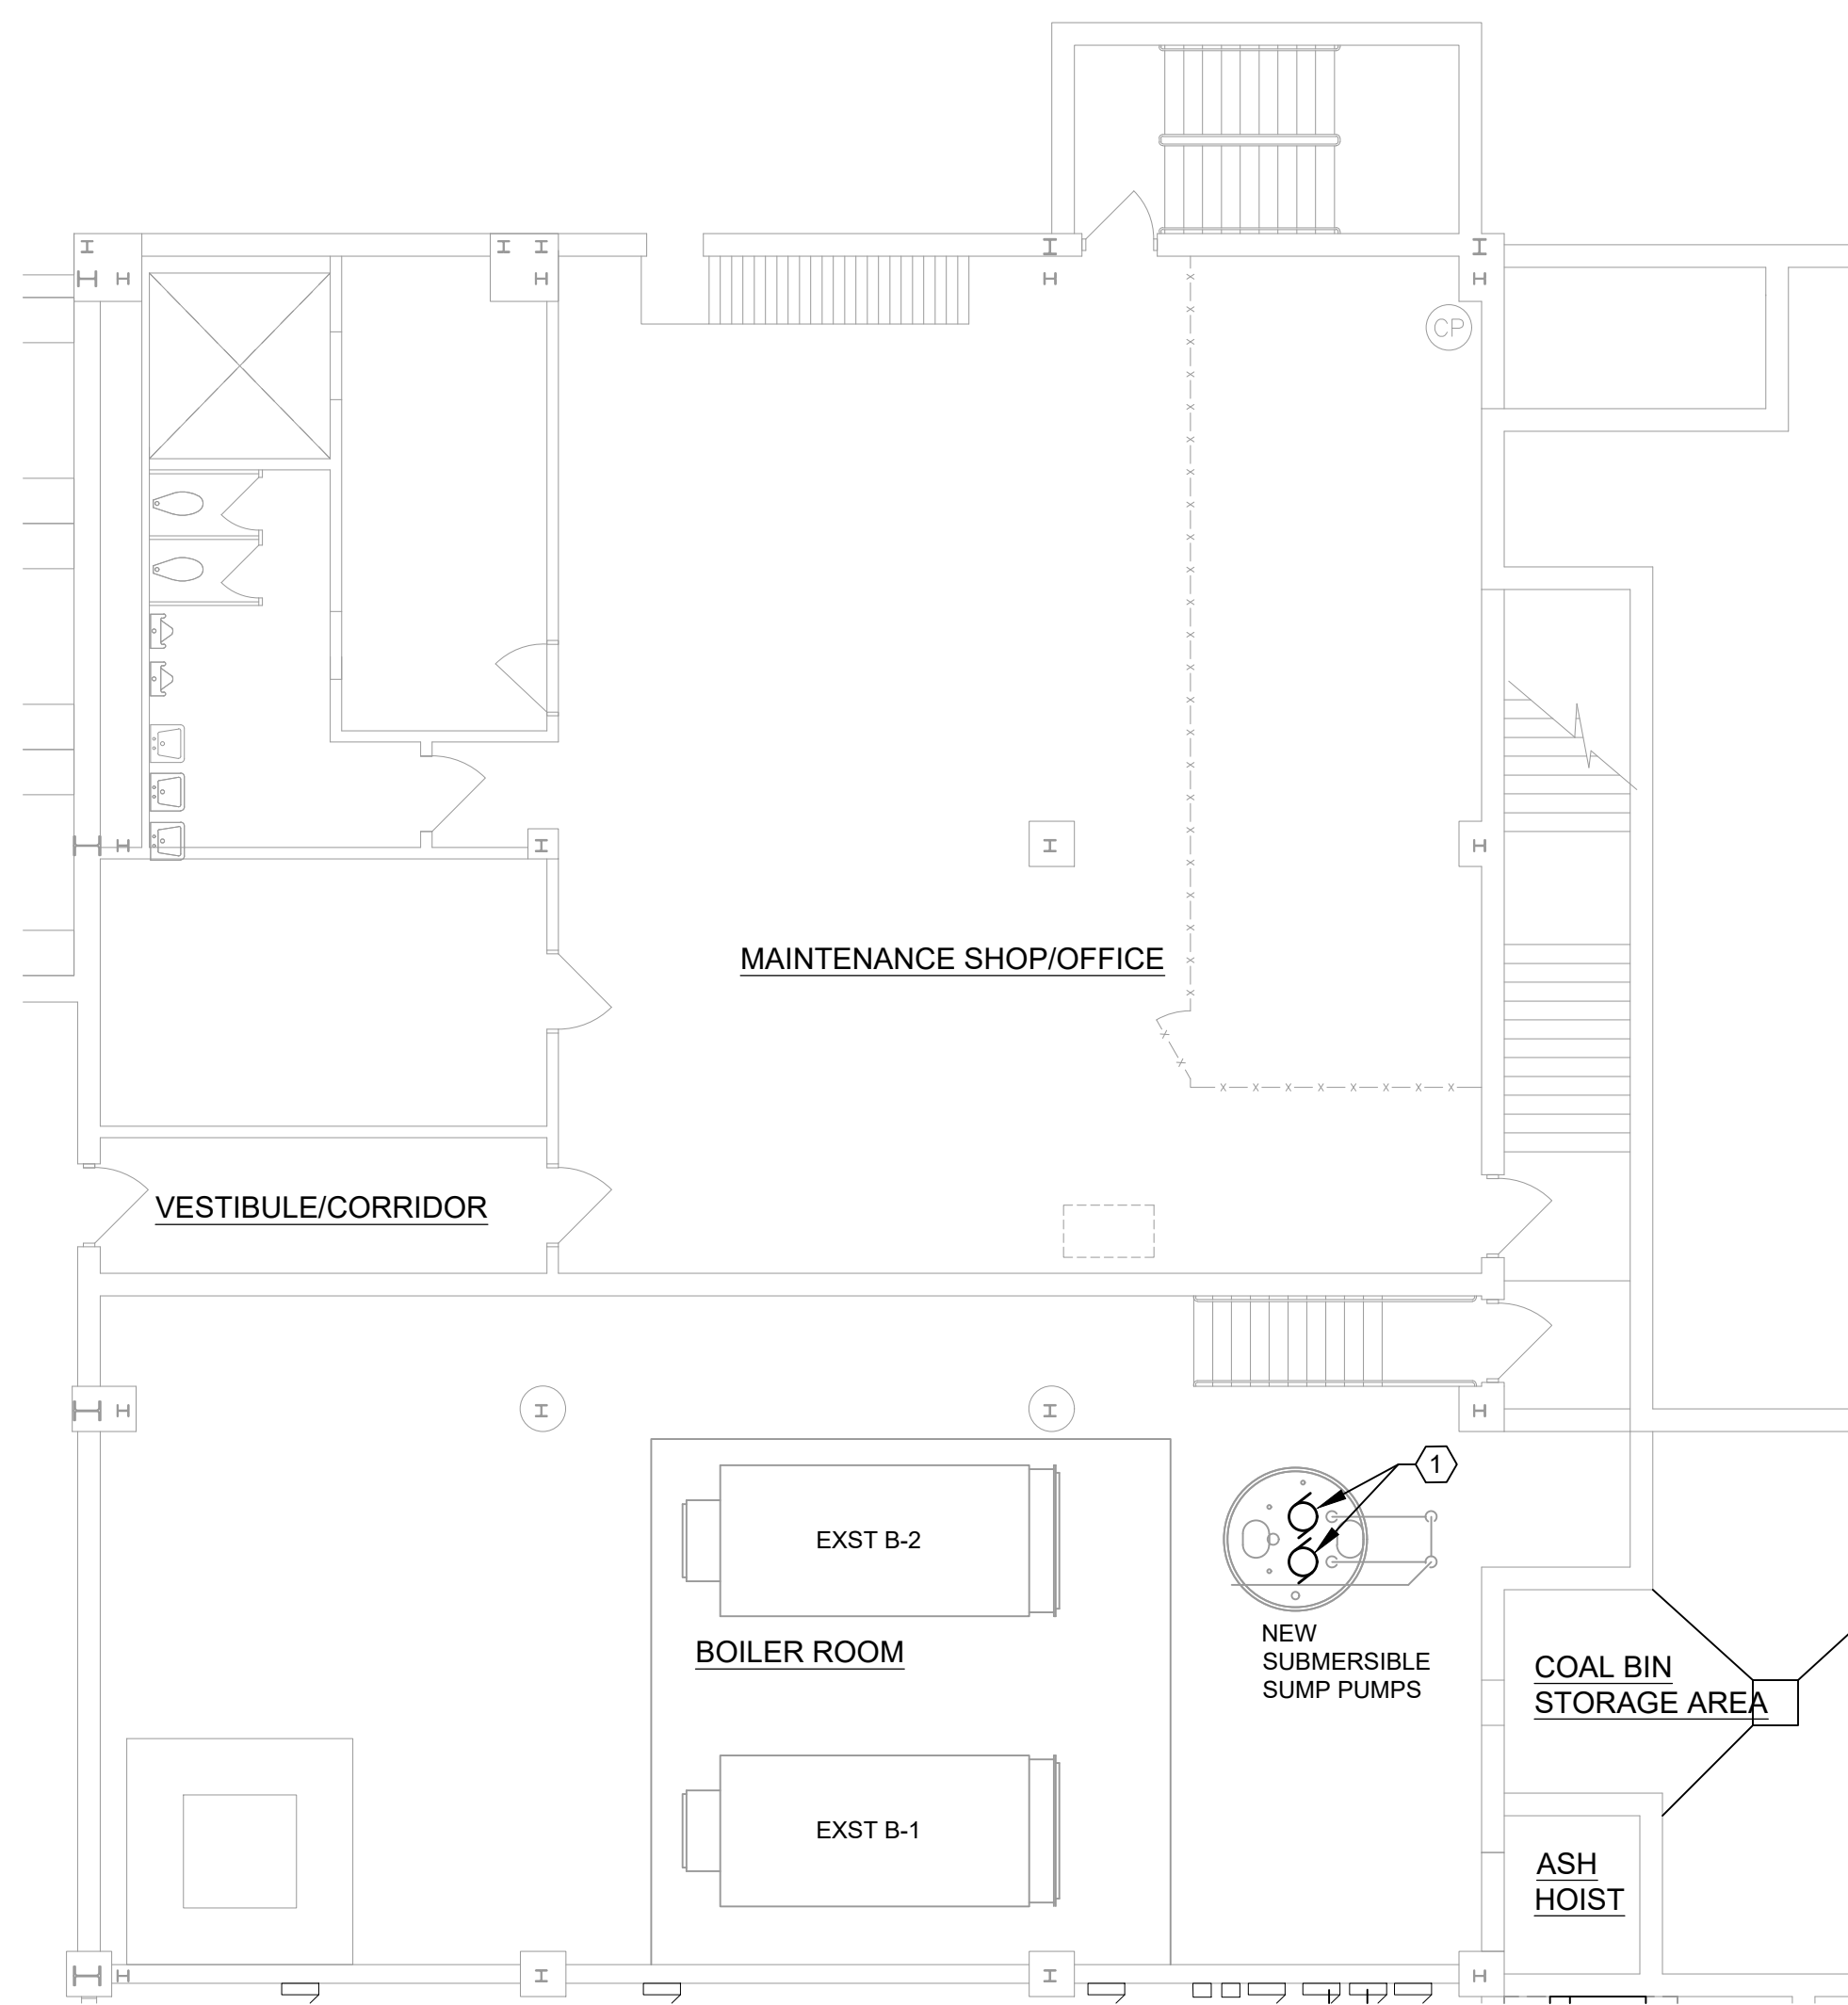 CP
MAINTENANCE SHOP/OFFICE
VESTIBULE/CORRIDOR
1
EXST B-2
BOILER ROOM
NEW
SUBMERSIBLE
SUMP PUMPS
COAL BIN
STORAGE AREA
EXST B-1
ASH
HOIST